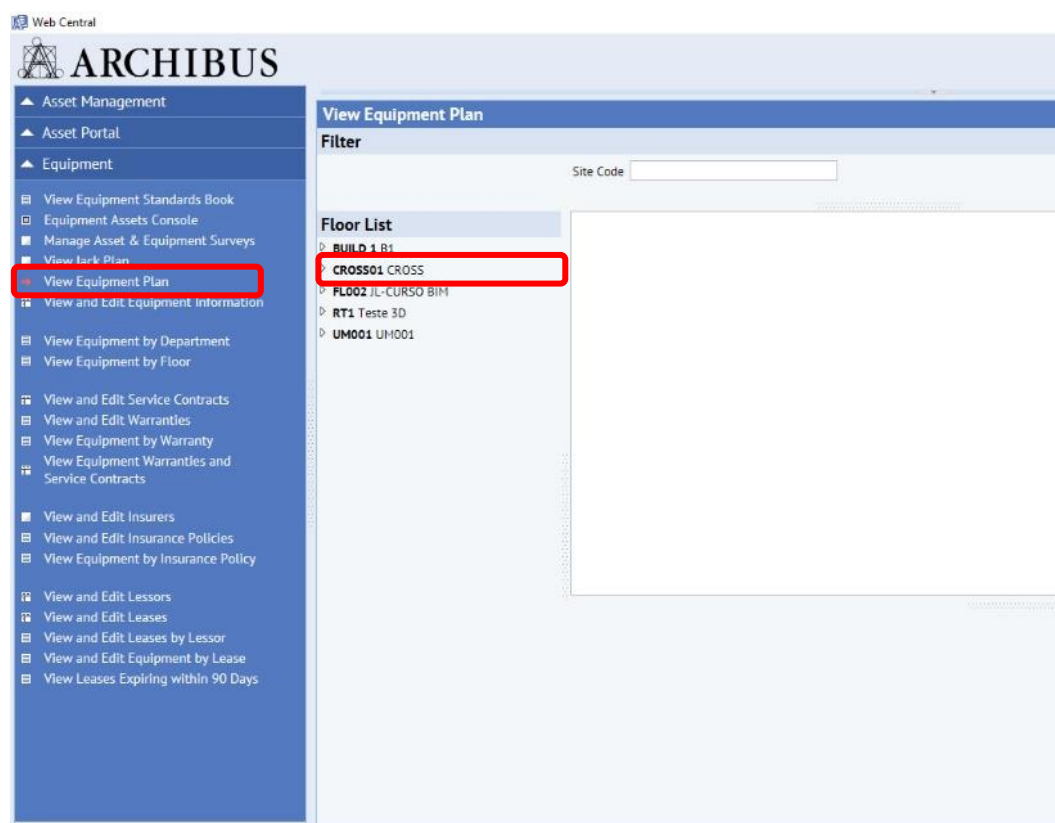 Web Central
ARCHIBUS
Asset Management
Asset Portal
Equipment
View Equipment Standards Book
Equipment Assets Console
Manage Asset & Equipment Surveys
View Jack Plan
View Equipment Plan
View and Edit Equipment Information
View Equipment by Department
View Equipment by Floor
View and Edit Service Contracts
View and Edit Warranties
View Equipment by Warranty
View Equipment Warranties and
Service Contracts
View and Edit Insurers
View and Edit Insurance Policies
View Equipment by Insurance Policy
View and Edit Lessors
View and Edit Leases
View and Edit Leases by Lessor
View and Edit Equipment by Lease
View Leases Expiring within 90 Days
View Equipment Plan
Filter
Site Code
Floor List
BUILD 1 B1
CROSS01 CROSS
FL002 JL-CURSO BIM
RT1 Teste 3D
UM001 UM001